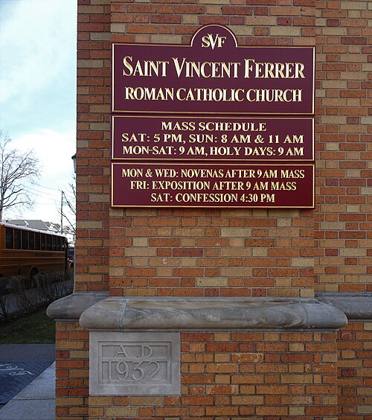 SVF
SAINT VINCENT FERRER
ROMAN CATHOLIC CHURCH
MASS SCHEDULE
SAT: 5 PM, SUN: 8 AM & 11 AM
MON-SAT: 9 AM, HOLY DAYS: 9 AM
MON & WED: NOVENAS AFTER 9 AM MASS
FRI: EXPOSITION AFTER 9 AM MASS
SAT: CONFESSION 4:30 PM
A.D.
1932